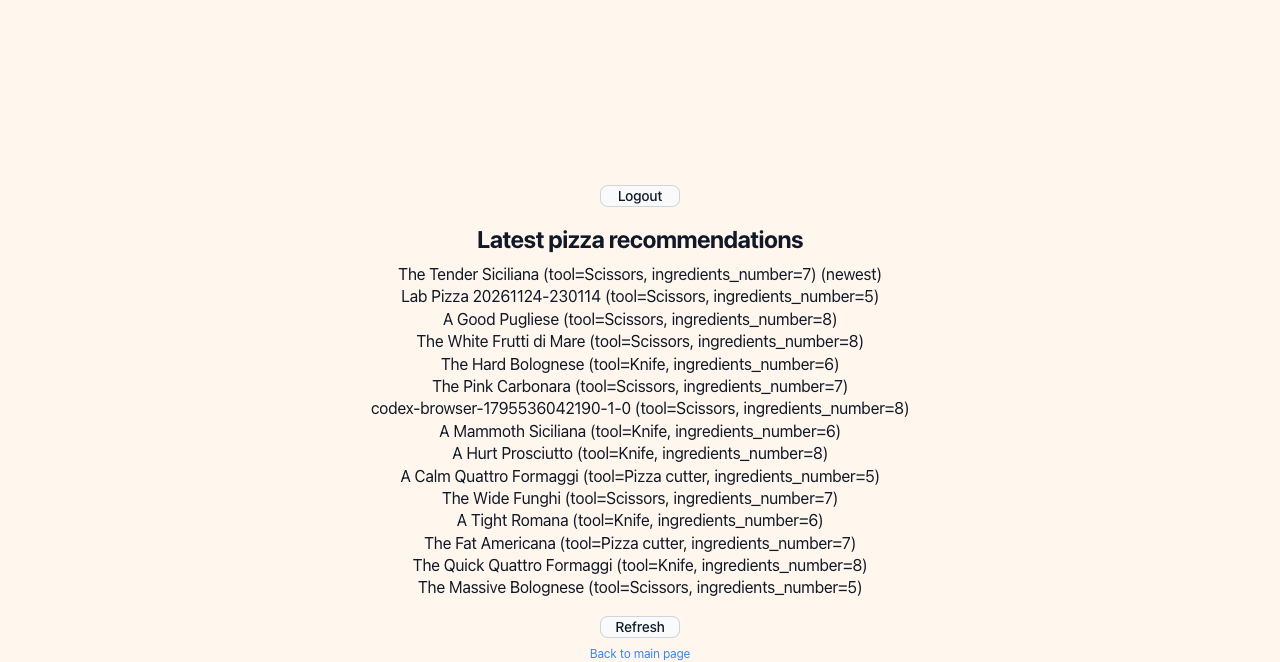 Logout
Latest pizza recommendations
The Tender Siciliana (tool=Scissors, ingredients_number=7) (newest)
Lab Pizza 20261124-230114 (tool=Scissors, ingredients_number=5)
A Good Pugliese (tool=Scissors, ingredients_number=8)
The White Frutti di Mare (tool=Scissors, ingredients_number=8)
The Hard Bolognese (tool=Knife, ingredients_number=6)
The Pink Carbonara (tool=Scissors, ingredients_number=7)
codex-browser-1795536042190-1-0 (tool=Scissors, ingredients_number=8)
A Mammoth Siciliana (tool=Knife, ingredients_number=6)
A Hurt Prosciutto (tool=Knife, ingredients_number=8)
A Calm Quattro Formaggi (tool=Pizza cutter, ingredients_number=5)
The Wide Funghi (tool=Scissors, ingredients_number=7)
A Tight Romana (tool=Knife, ingredients_number=6)
The Fat Americana (tool=Pizza cutter, ingredients_number=7)
The Quick Quattro Formaggi (tool=Knife, ingredients_number=8)
The Massive Bolognese (tool=Scissors, ingredients_number=5)
Refresh
Back to main page